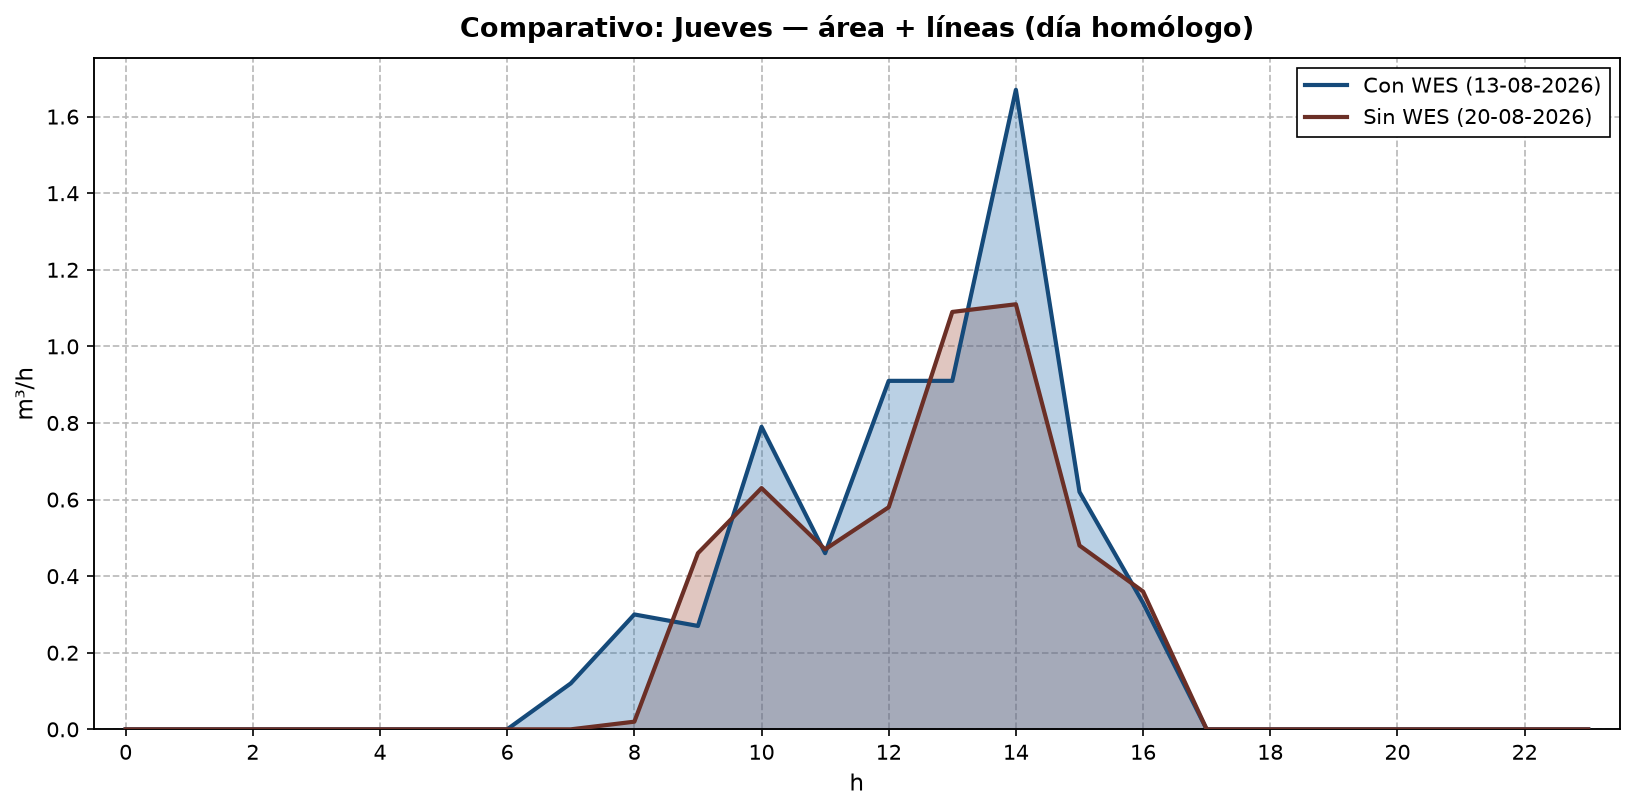 Comparativo: Jueves — área + líneas (día homólogo)
Con WES (13-08-2026)
Sin WES (20-08-2026)
m³/h
1.6
1.4
1.2
1.0
0.8
0.6
0.4
0.2
0.0
0 2 4 6 8 10 12 14 16 18 20 22
h